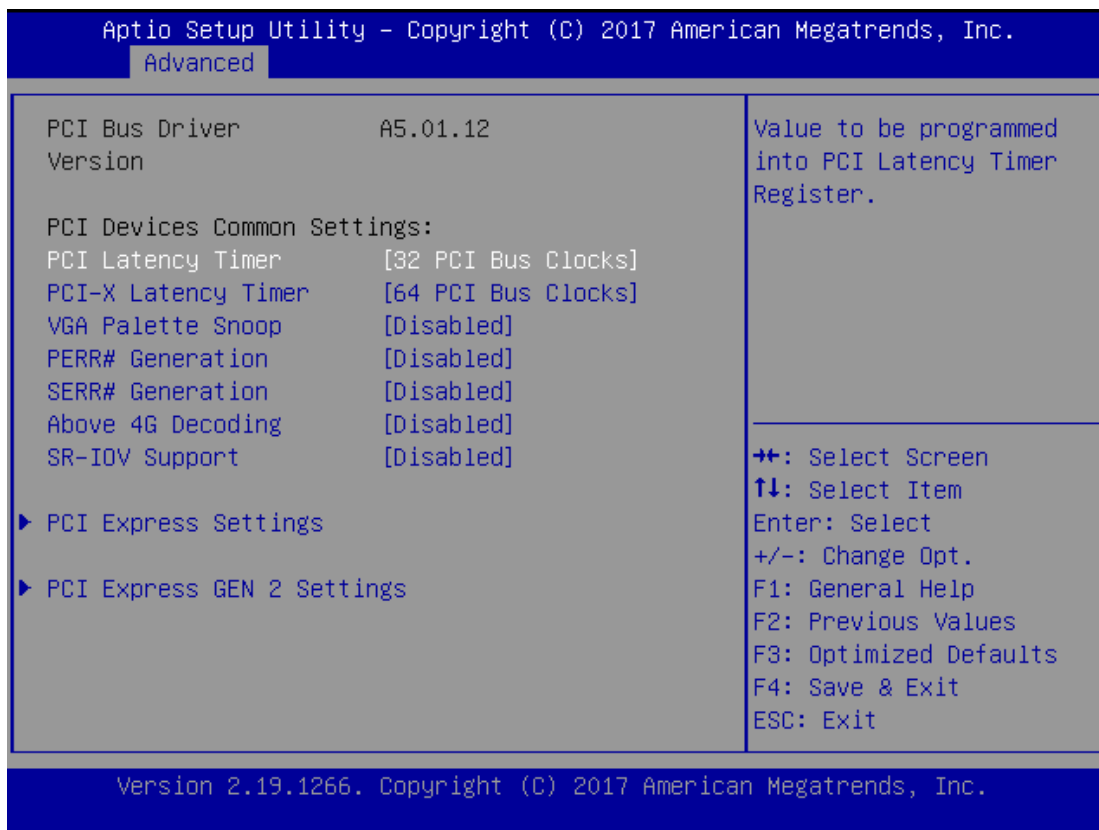 Aptio Setup Utility – Copyright (C) 2017 American Megatrends, Inc.
Advanced
PCI Bus Driver A5.01.12
Version
PCI Devices Common Settings:
PCI Latency Timer [32 PCI Bus Clocks]
PCI-X Latency Timer [64 PCI Bus Clocks]
VGA Palette Snoop [Disabled]
PERR# Generation [Disabled]
SERR# Generation [Disabled]
Above 4G Decoding [Disabled]
SR-IOV Support [Disabled]
▶ PCI Express Settings
▶ PCI Express GEN 2 Settings
Value to be programmed
into PCI Latency Timer
Register.
→←: Select Screen
↑↓: Select Item
Enter: Select
+/-: Change Opt.
F1: General Help
F2: Previous Values
F3: Optimized Defaults
F4: Save & Exit
ESC: Exit
Version 2.19.1266. Copyright (C) 2017 American Megatrends, Inc.